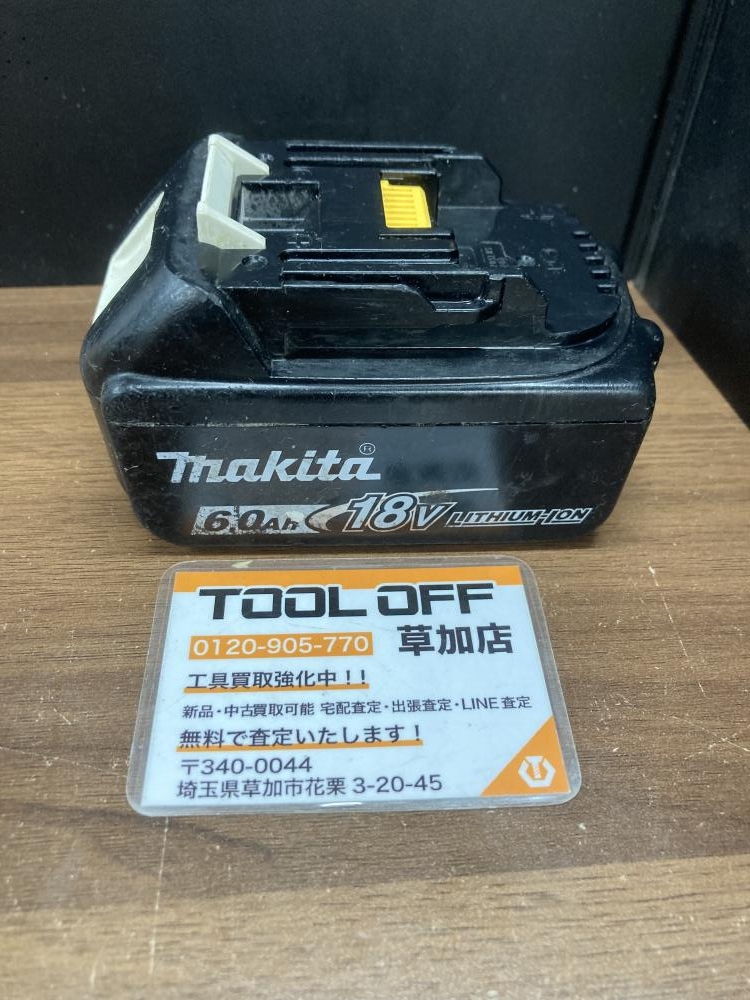 makita®
6.0Ah 18V LITHIUM-ION
TOOL OFF
0120-905-770 草加店
工具買取強化中!!
新品・中古買取可能 宅配査定・出張査定・LINE査定
無料で査定いたします!
〒340-0044
埼玉県草加市花栗 3-20-45